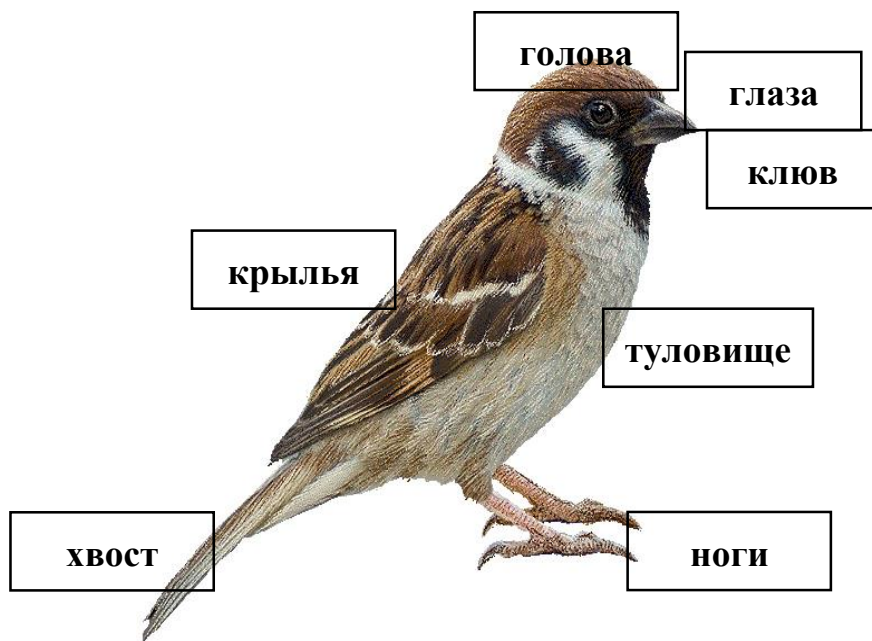 голова
глаза
клюв
крылья
туловище
хвост
ноги